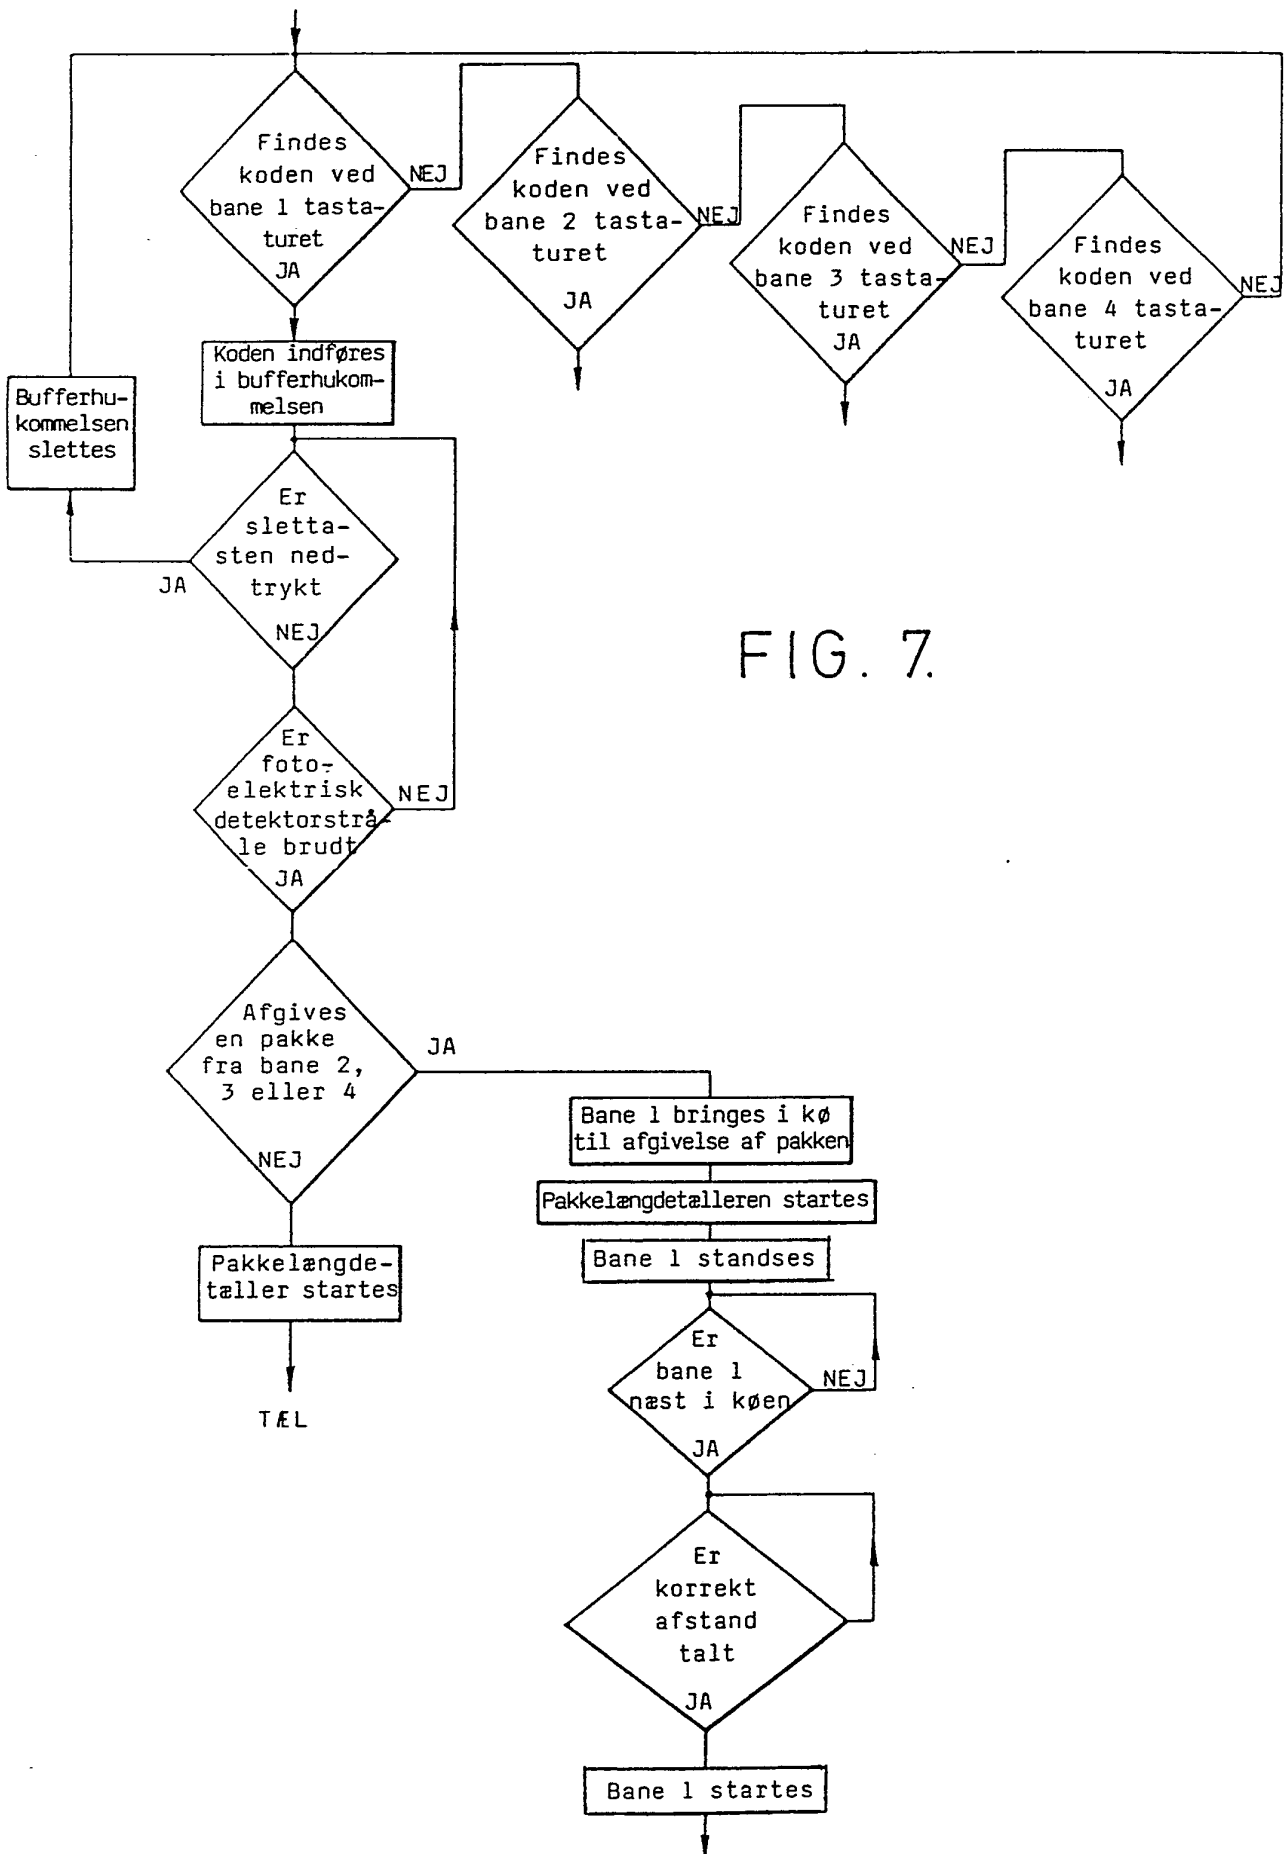 Findes
koden ved
bane 1 tasta-
turet
JA
NEJ
Findes
koden ved
bane 2 tasta-
turet
JA
NEJ
Findes
koden ved
bane 3 tasta-
turet
JA
NEJ
Findes
koden ved
bane 4 tasta-
turet
JA
NEJ
Koden indføres
i bufferhukom-
melsen
Bufferhu-
kommelsen
slettes
Er
sletta-
sten ned-
trykt
JA
NEJ
FIG. 7.
Er
foto-
elektrisk
detektorstrå-
le brudt
NEJ
JA
Afgives
en pakke
fra bane 2,
3 eller 4
JA
NEJ
Bane 1 bringes i kø
til afgivelse af pakken
Pakkelængdetælleren startes
Bane 1 standses
Pakkelængde-
tæller startes
TÆL
Er
bane 1
næst i køen
NEJ
JA
Er
korrekt
afstand
talt
JA
Bane 1 startes